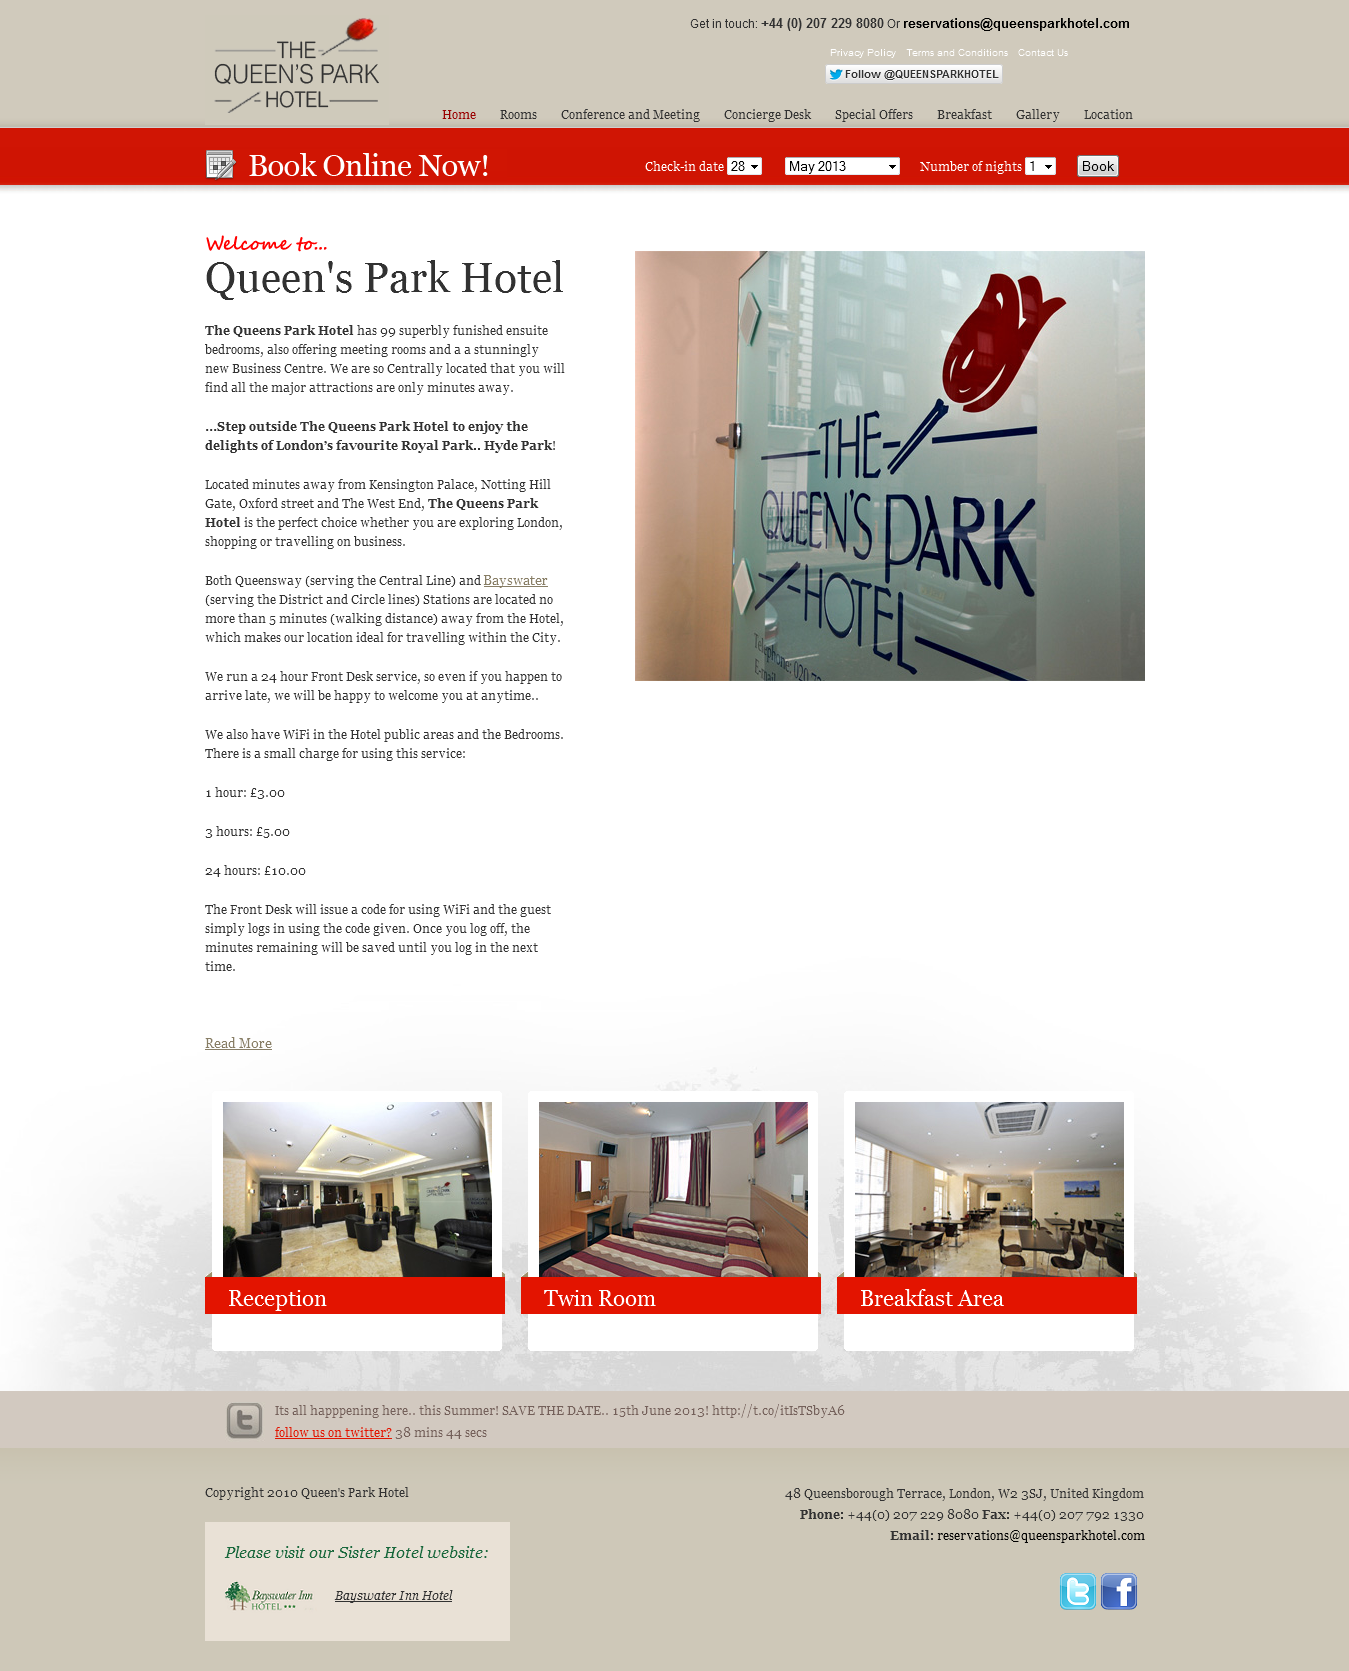 THE
QUEEN'S PARK
HOTEL
Get in touch: +44 (0) 207 229 8080 Or reservations@queensparkhotel.com
Privacy Policy Terms and Conditions Contact Us
Follow @QUEENSPARKHOTEL
Home Rooms Conference and Meeting Concierge Desk Special Offers Breakfast Gallery Location
Book Online Now!
Check-in date 28 May 2013 Number of nights 1 Book
Welcome to...
Queen's Park Hotel
The Queens Park Hotel has 99 superbly funished ensuite
bedrooms, also offering meeting rooms and a a stunningly
new Business Centre. We are so Centrally located that you will
find all the major attractions are only minutes away.
...Step outside The Queens Park Hotel to enjoy the
delights of London's favourite Royal Park.. Hyde Park!
Located minutes away from Kensington Palace, Notting Hill
Gate, Oxford street and The West End, The Queens Park
Hotel is the perfect choice whether you are exploring London,
shopping or travelling on business.
Both Queensway (serving the Central Line) and Bayswater
(serving the District and Circle lines) Stations are located no
more than 5 minutes (walking distance) away from the Hotel,
which makes our location ideal for travelling within the City.
We run a 24 hour Front Desk service, so even if you happen to
arrive late, we will be happy to welcome you at anytime..
We also have WiFi in the Hotel public areas and the Bedrooms.
There is a small charge for using this service:
1 hour: £3.00
3 hours: £5.00
24 hours: £10.00
The Front Desk will issue a code for using WiFi and the guest
simply logs in using the code given. Once you log off, the
minutes remaining will be saved until you log in the next
time.
Read More
THE
QUEEN'S PARK
HOTEL
Telephone: 020 72
E-mail
THE
QUEEN'S PARK
HOTEL
Reception
Twin Room
Breakfast Area
Its all happpening here.. this Summer! SAVE THE DATE.. 15th June 2013! http://t.co/itIsTSbyA6
follow us on twitter? 38 mins 44 secs
Copyright 2010 Queen's Park Hotel
48 Queensborough Terrace, London, W2 3SJ, United Kingdom
Phone: +44(0) 207 229 8080 Fax: +44(0) 207 792 1330
Email: reservations@queensparkhotel.com
Please visit our Sister Hotel website:
Bayswater Inn
HOTEL
Bayswater Inn Hotel